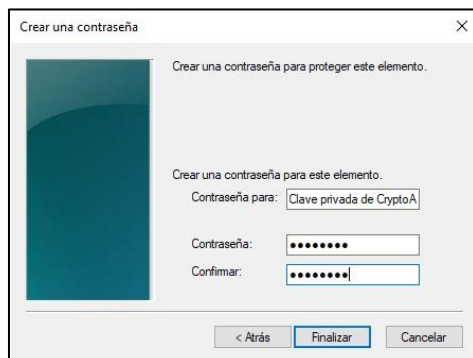 Crear una contraseña
Crear una contraseña para proteger este elemento.
Crear una contraseña para este elemento.
Contraseña para: Clave privada de CryptoA
Contraseña: ●●●●●●●●
Confirmar: ●●●●●●●●
< Atrás Finalizar Cancelar